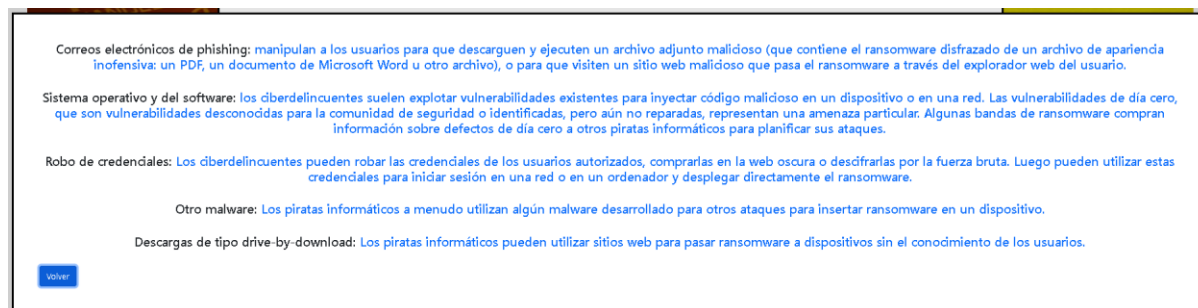 Correos electrónicos de phishing: manipulan a los usuarios para que descarguen y ejecuten un archivo adjunto malicioso (que contiene el ransomware disfrazado de un archivo de apariencia
inofensiva: un PDF, un documento de Microsoft Word u otro archivo), o para que visiten un sitio web malicioso que pasa el ransomware a través del explorador web del usuario.
Sistema operativo y del software: los ciberdelincuentes suelen explotar vulnerabilidades existentes para inyectar código malicioso en un dispositivo o en una red. Las vulnerabilidades de día cero,
que son vulnerabilidades desconocidas para la comunidad de seguridad o identificadas, pero aún no reparadas, representan una amenaza particular. Algunas bandas de ransomware compran
información sobre defectos de día cero a otros piratas informáticos para planificar sus ataques.
Robo de credenciales: Los ciberdelincuentes pueden robar las credenciales de los usuarios autorizados, comprarlas en la web oscura o descifrarlas por la fuerza bruta. Luego pueden utilizar estas
credenciales para iniciar sesión en una red o en un ordenador y desplegar directamente el ransomware.
Otro malware: Los piratas informáticos a menudo utilizan algún malware desarrollado para otros ataques para insertar ransomware en un dispositivo.
Descargas de tipo drive-by-download: Los piratas informáticos pueden utilizar sitios web para pasar ransomware a dispositivos sin el conocimiento de los usuarios.
Volver